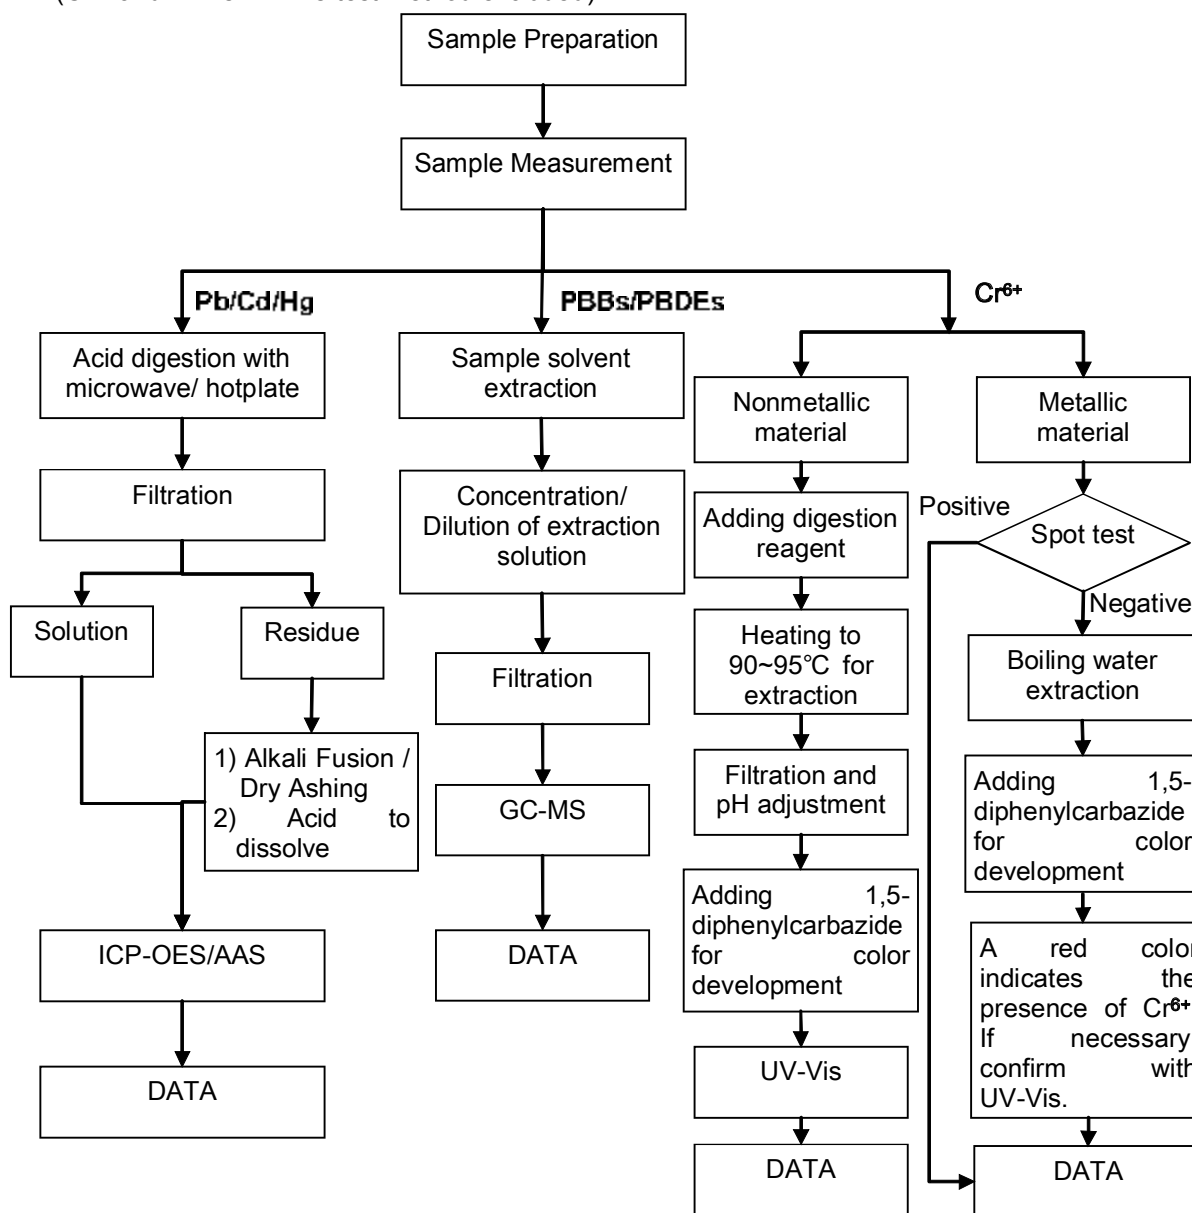 Sample Preparation
Sample Measurement
Pb/Cd/Hg
PBBs/PBDEs
Cr⁶⁺
Acid digestion with
microwave/ hotplate
Filtration
Solution
Residue
1) Alkali Fusion /
Dry Ashing
2) Acid to
dissolve
ICP-OES/AAS
DATA
Sample solvent
extraction
Concentration/
Dilution of extraction
solution
Filtration
GC-MS
DATA
Nonmetallic
material
Adding digestion
reagent
Heating to
90~95℃ for
extraction
Filtration and
pH adjustment
Adding 1,5-
diphenylcarbazide
for color
development
UV-Vis
DATA
Metallic
material
Positive
Spot test
Negative
Boiling water
extraction
Adding 1,5-
diphenylcarbazide
for color
development
A red color
indicates the
presence of Cr⁶⁺
If necessary
confirm with
UV-Vis.
DATA